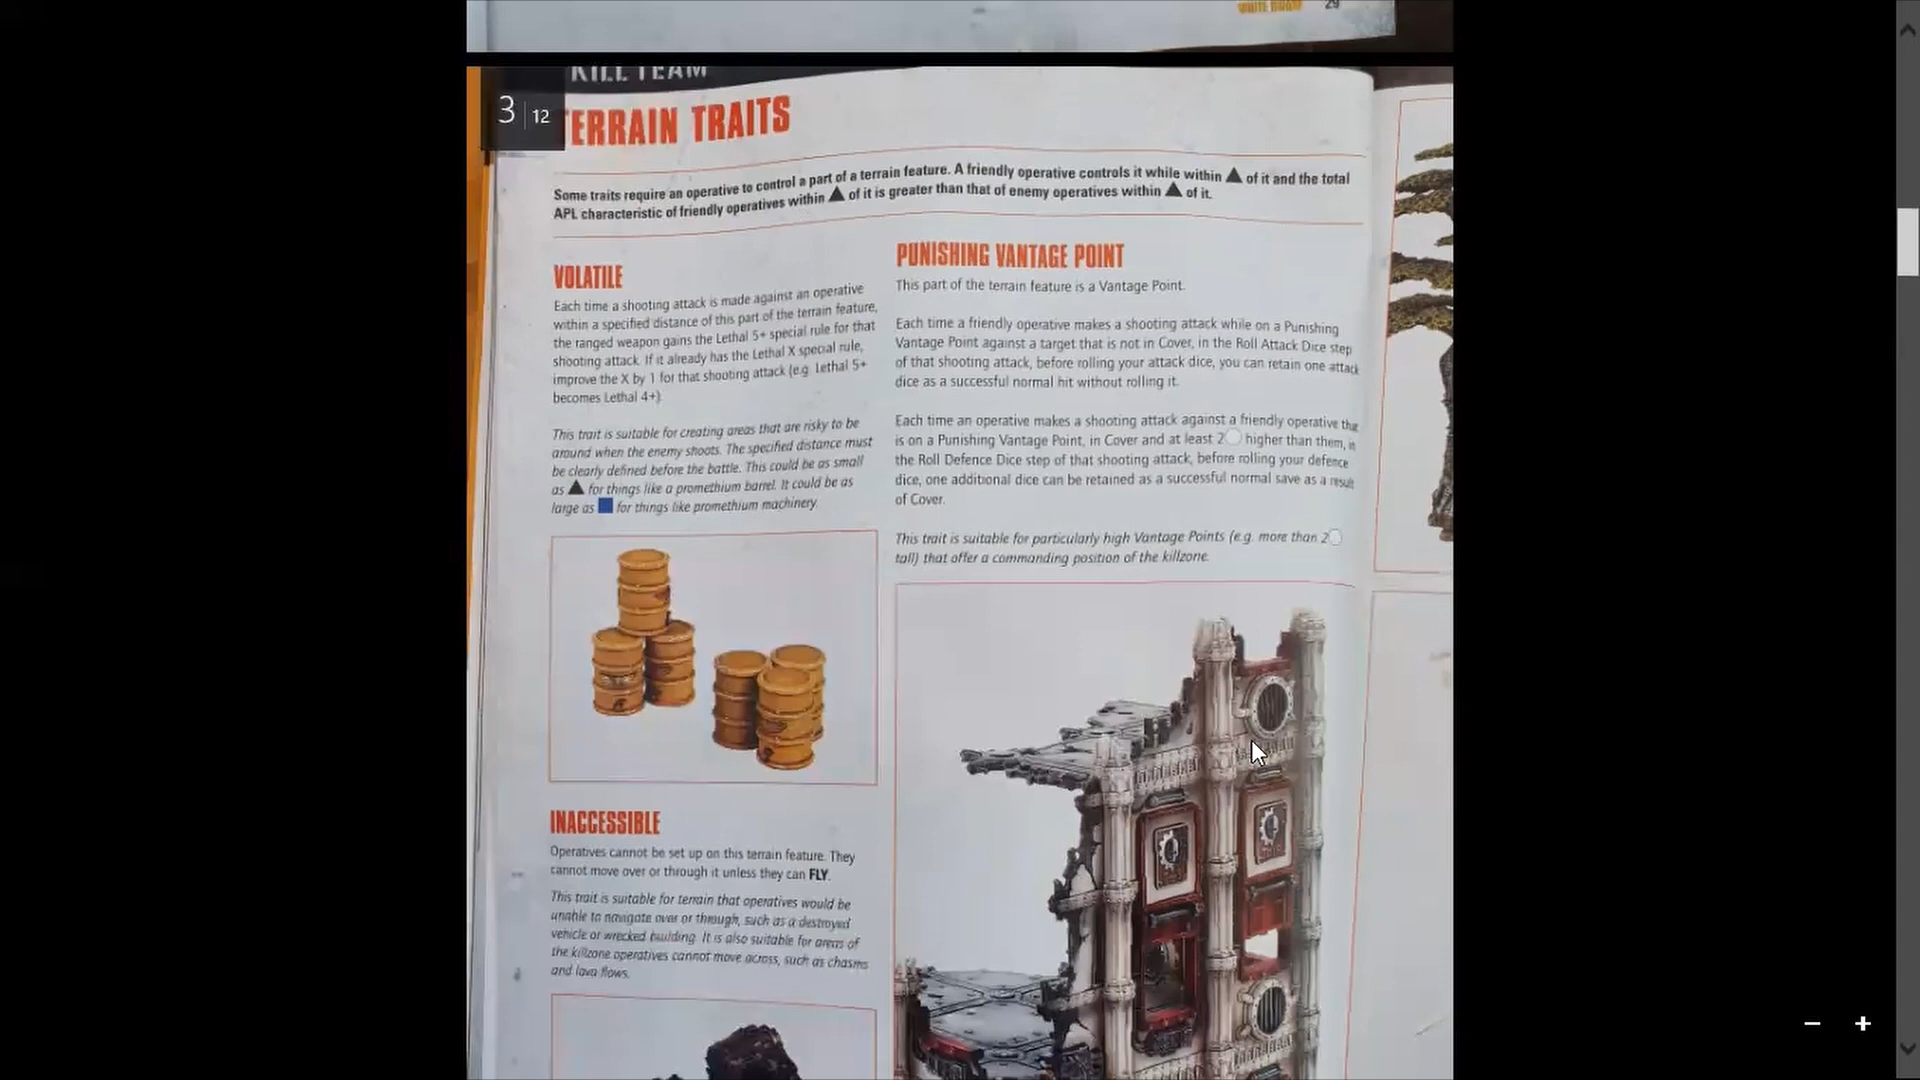 WHITE DWARF 29
KILL TEAM
3 | 12
TERRAIN TRAITS
Some traits require an operative to control a part of a terrain feature. A friendly operative controls it while within ▲ of it and the total
APL characteristic of friendly operatives within ▲ of it is greater than that of enemy operatives within ▲ of it.
VOLATILE
Each time a shooting attack is made against an operative
within a specified distance of this part of the terrain feature,
the ranged weapon gains the Lethal 5+ special rule for that
shooting attack. If it already has the Lethal X special rule,
improve the X by 1 for that shooting attack (e.g. Lethal 5+
becomes Lethal 4+).
This trait is suitable for creating areas that are risky to be
around when the enemy shoots. The specified distance must
be clearly defined before the battle. This could be as small
as ▲ for things like a promethium barrel. It could be as
large as ■ for things like promethium machinery.
INACCESSIBLE
Operatives cannot be set up on this terrain feature. They
cannot move over or through it unless they can FLY.
This trait is suitable for terrain that operatives would be
unable to navigate over or through, such as a destroyed
vehicle or wrecked building. It is also suitable for areas of
the killzone operatives cannot move across, such as chasms
and lava flows.
PUNISHING VANTAGE POINT
This part of the terrain feature is a Vantage Point.
Each time a friendly operative makes a shooting attack while on a Punishing
Vantage Point against a target that is not in Cover, in the Roll Attack Dice step
of that shooting attack, before rolling your attack dice, you can retain one attack
dice as a successful normal hit without rolling it.
Each time an operative makes a shooting attack against a friendly operative that
is on a Punishing Vantage Point, in Cover and at least 2○ higher than them, in
the Roll Defence Dice step of that shooting attack, before rolling your defence
dice, one additional dice can be retained as a successful normal save as a result
of Cover.
This trait is suitable for particularly high Vantage Points (e.g. more than 2○
tall) that offer a commanding position of the killzone.